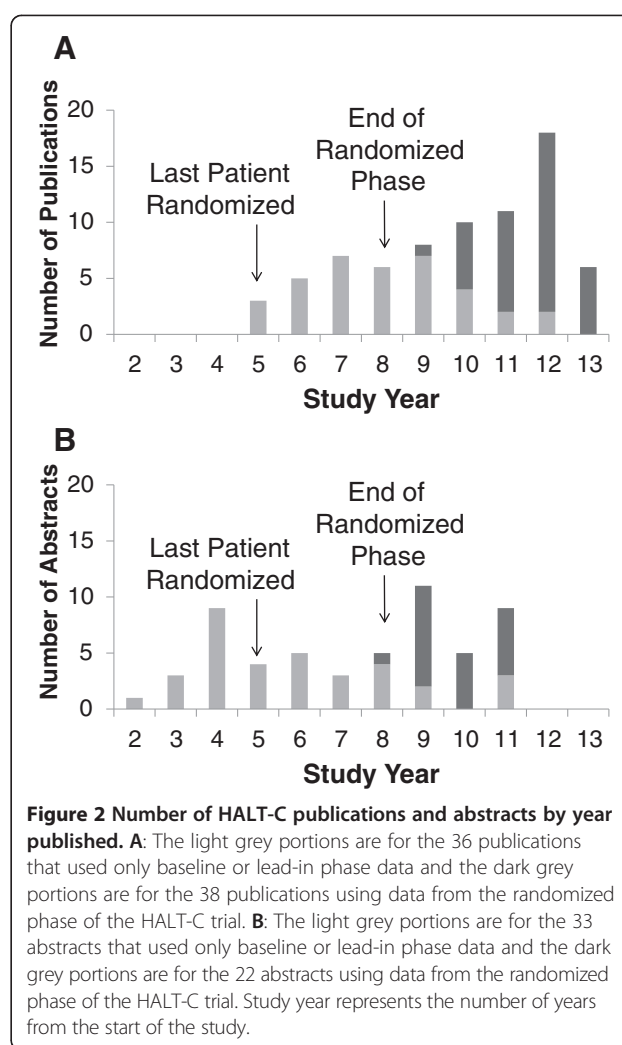 A
Number of Publications
20
15
10
5
0
Last Patient
Randomized
End of
Randomized
Phase
2 3 4 5 6 7 8 9 10 11 12 13
Study Year
B
Number of Abstracts
20
15
10
5
0
Last Patient
Randomized
End of
Randomized
Phase
2 3 4 5 6 7 8 9 10 11 12 13
Study Year
Figure 2 Number of HALT-C publications and abstracts by year
published. A: The light grey portions are for the 36 publications
that used only baseline or lead-in phase data and the dark grey
portions are for the 38 publications using data from the randomized
phase of the HALT-C trial. B: The light grey portions are for the 33
abstracts that used only baseline or lead-in phase data and the dark
grey portions are for the 22 abstracts using data from the randomized
phase of the HALT-C trial. Study year represents the number of years
from the start of the study.